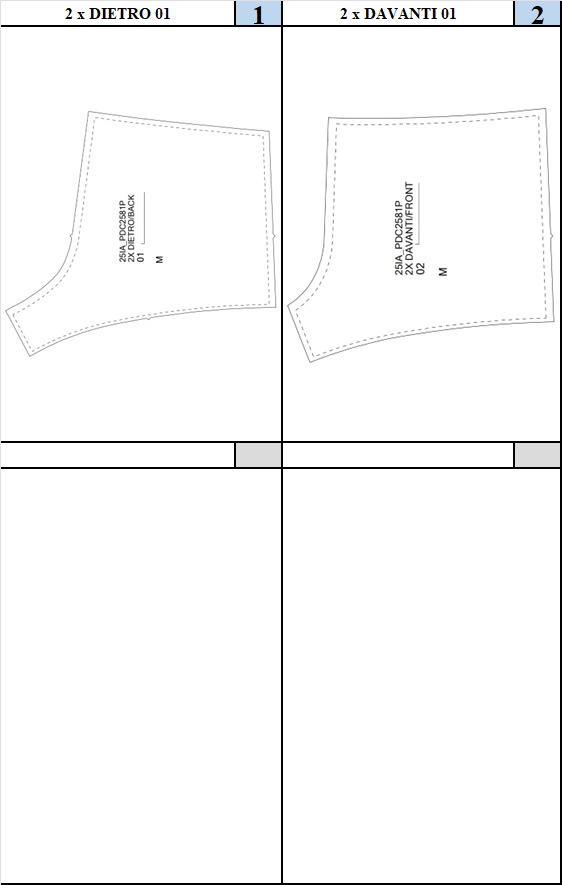 2 x DIETRO 01
1
2 x DAVANTI 01
2
25IA_PDC2581P
2X DIETRO/BACK
01
M
25IA_PDC2581P
2X DAVANTI/FRONT
02
M